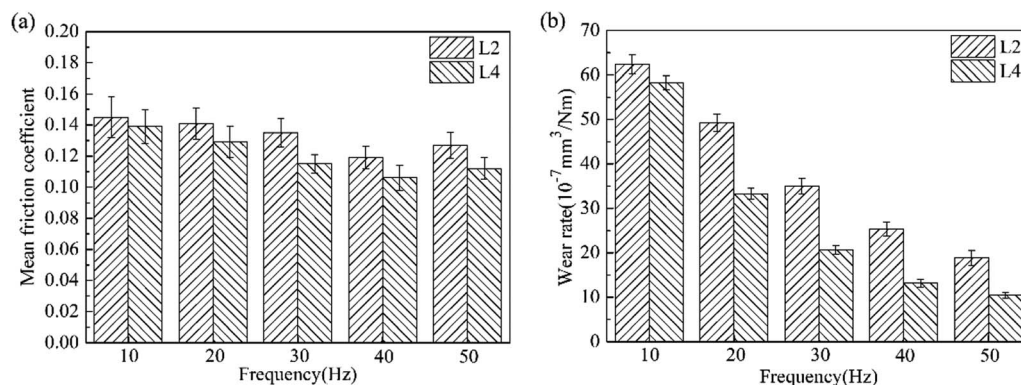 (a)
0.20
0.18
0.16
0.14
0.12
0.10
0.08
0.06
0.04
0.02
0.00
Mean friction coefficient
L2
L4
10 20 30 40 50
Frequency(Hz)
(b)
70
60
50
40
30
20
10
0
Wear rate(10⁻⁷mm³/Nm)
L2
L4
10 20 30 40 50
Frequency(Hz)